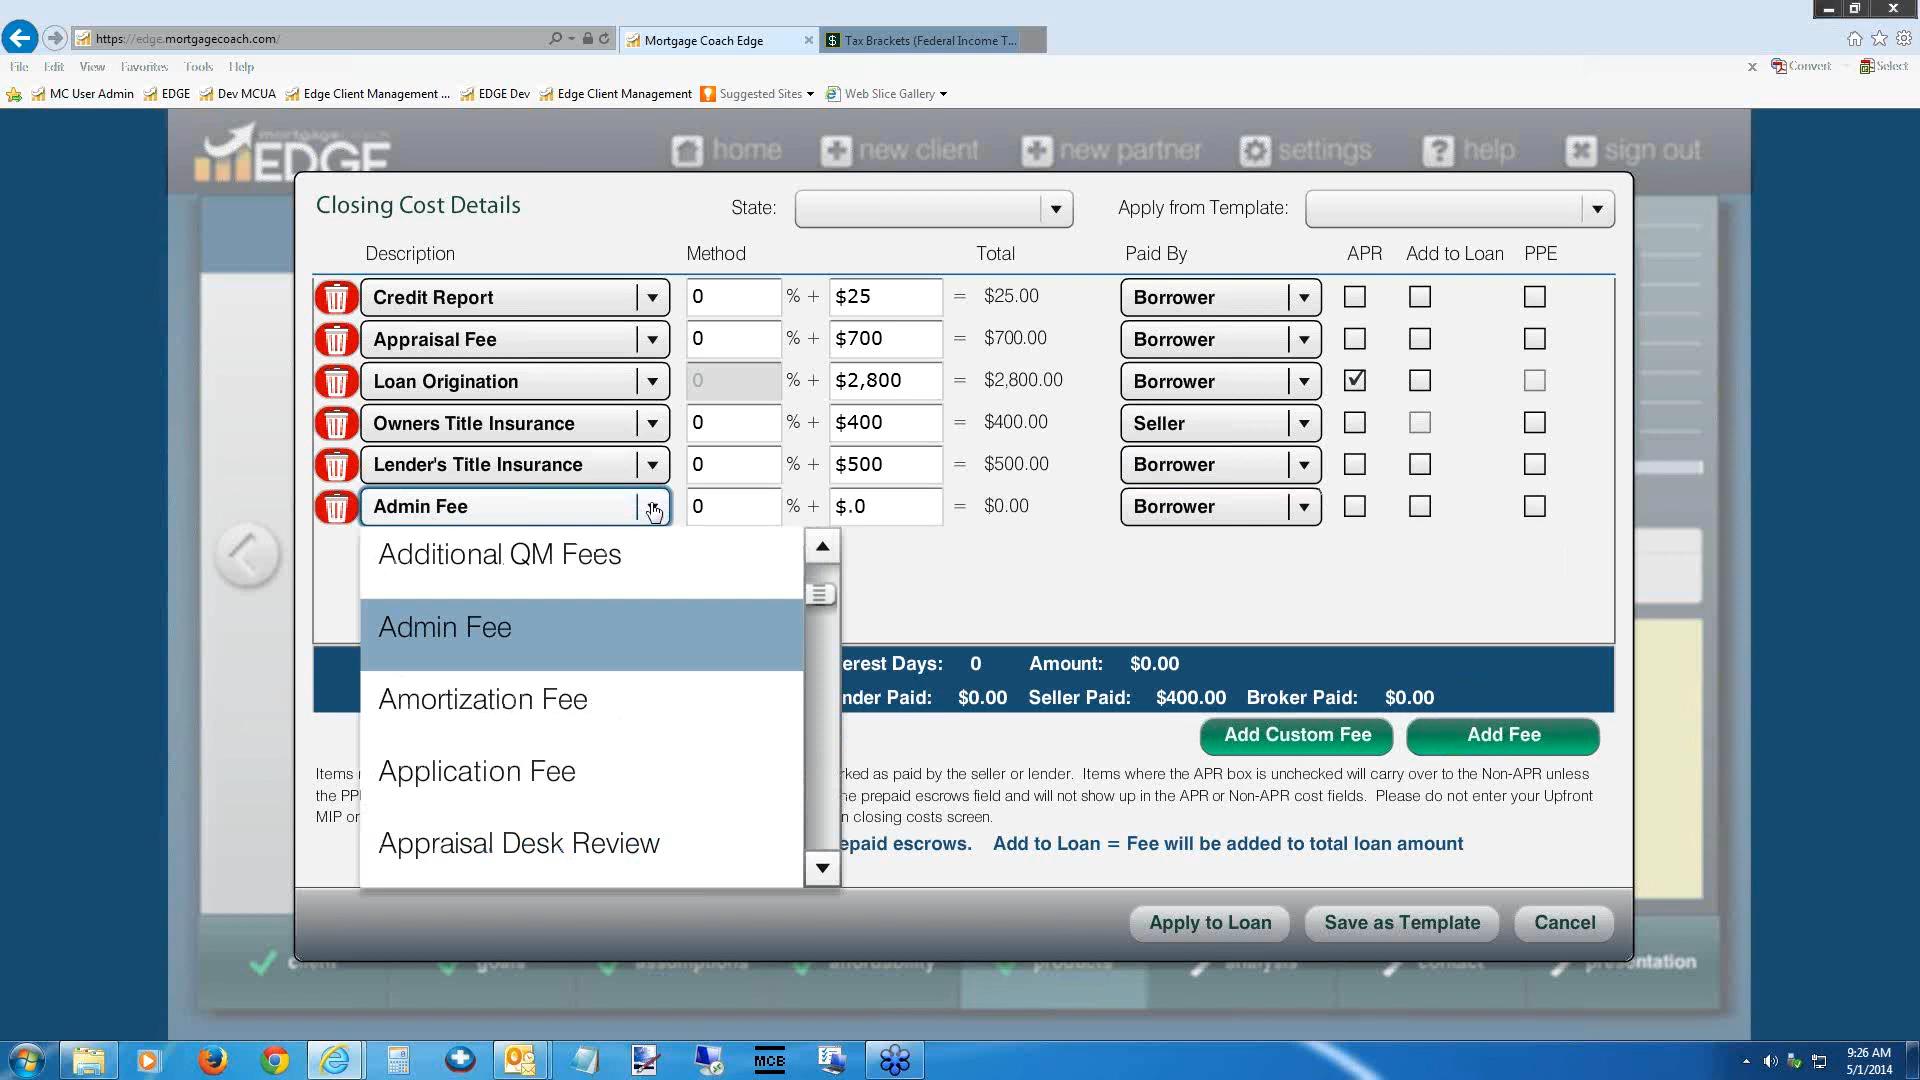 https://edge.mortgagecoach.com/
Mortgage Coach Edge
Tax Brackets (Federal Income T...
File Edit View Favorites Tools Help
Convert Select
MC User Admin EDGE Dev MCUA Edge Client Management ... EDGE Dev Edge Client Management Suggested Sites Web Slice Gallery
mortgage
EDGE
home new client new partner settings help sign out
Closing Cost Details State: Apply from Template:
Description Method Total Paid By APR Add to Loan PPE
Credit Report 0 % + $25 = $25.00 Borrower
Appraisal Fee 0 % + $700 = $700.00 Borrower
Loan Origination 0 % + $2,800 = $2,800.00 Borrower
Owners Title Insurance 0 % + $400 = $400.00 Seller
Lender's Title Insurance 0 % + $500 = $500.00 Borrower
Admin Fee 0 % + $.0 = $0.00 Borrower
Additional QM Fees
Admin Fee
Amortization Fee
Application Fee
Appraisal Desk Review
erest Days: 0 Amount: $0.00
nder Paid: $0.00 Seller Paid: $400.00 Broker Paid: $0.00
Add Custom Fee Add Fee
Items rked as paid by the seller or lender. Items where the APR box is unchecked will carry over to the Non-APR unless
the PP he prepaid escrows field and will not show up in the APR or Non-APR cost fields. Please do not enter your Upfront
MIP or n closing costs screen.
epaid escrows. Add to Loan = Fee will be added to total loan amount
Apply to Loan Save as Template Cancel
client goals assumptions affordability products analysis contact presentation
MCB
9:26 AM
5/1/2014